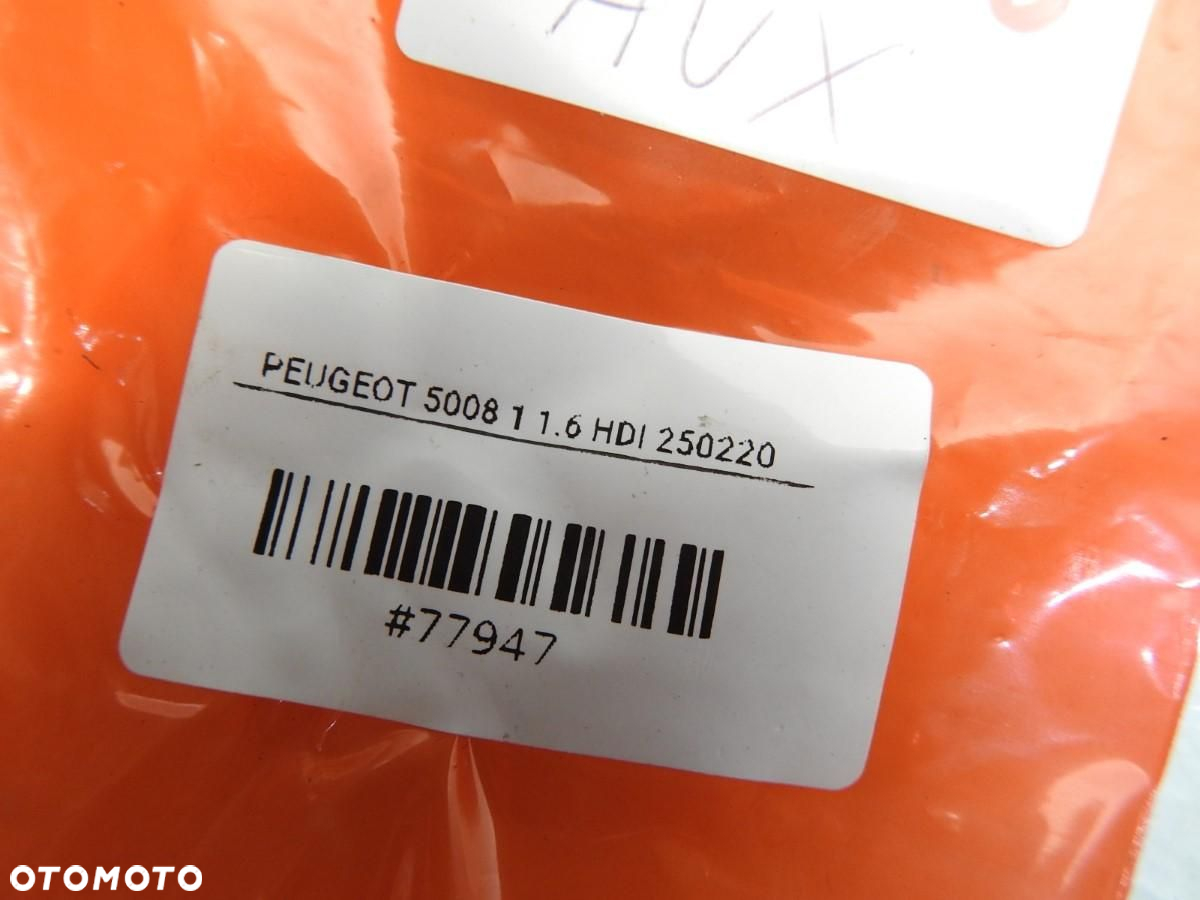 AUX
PEUGEOT 5008 1 1.6 HDI 250220
#77947
OTOMOTO